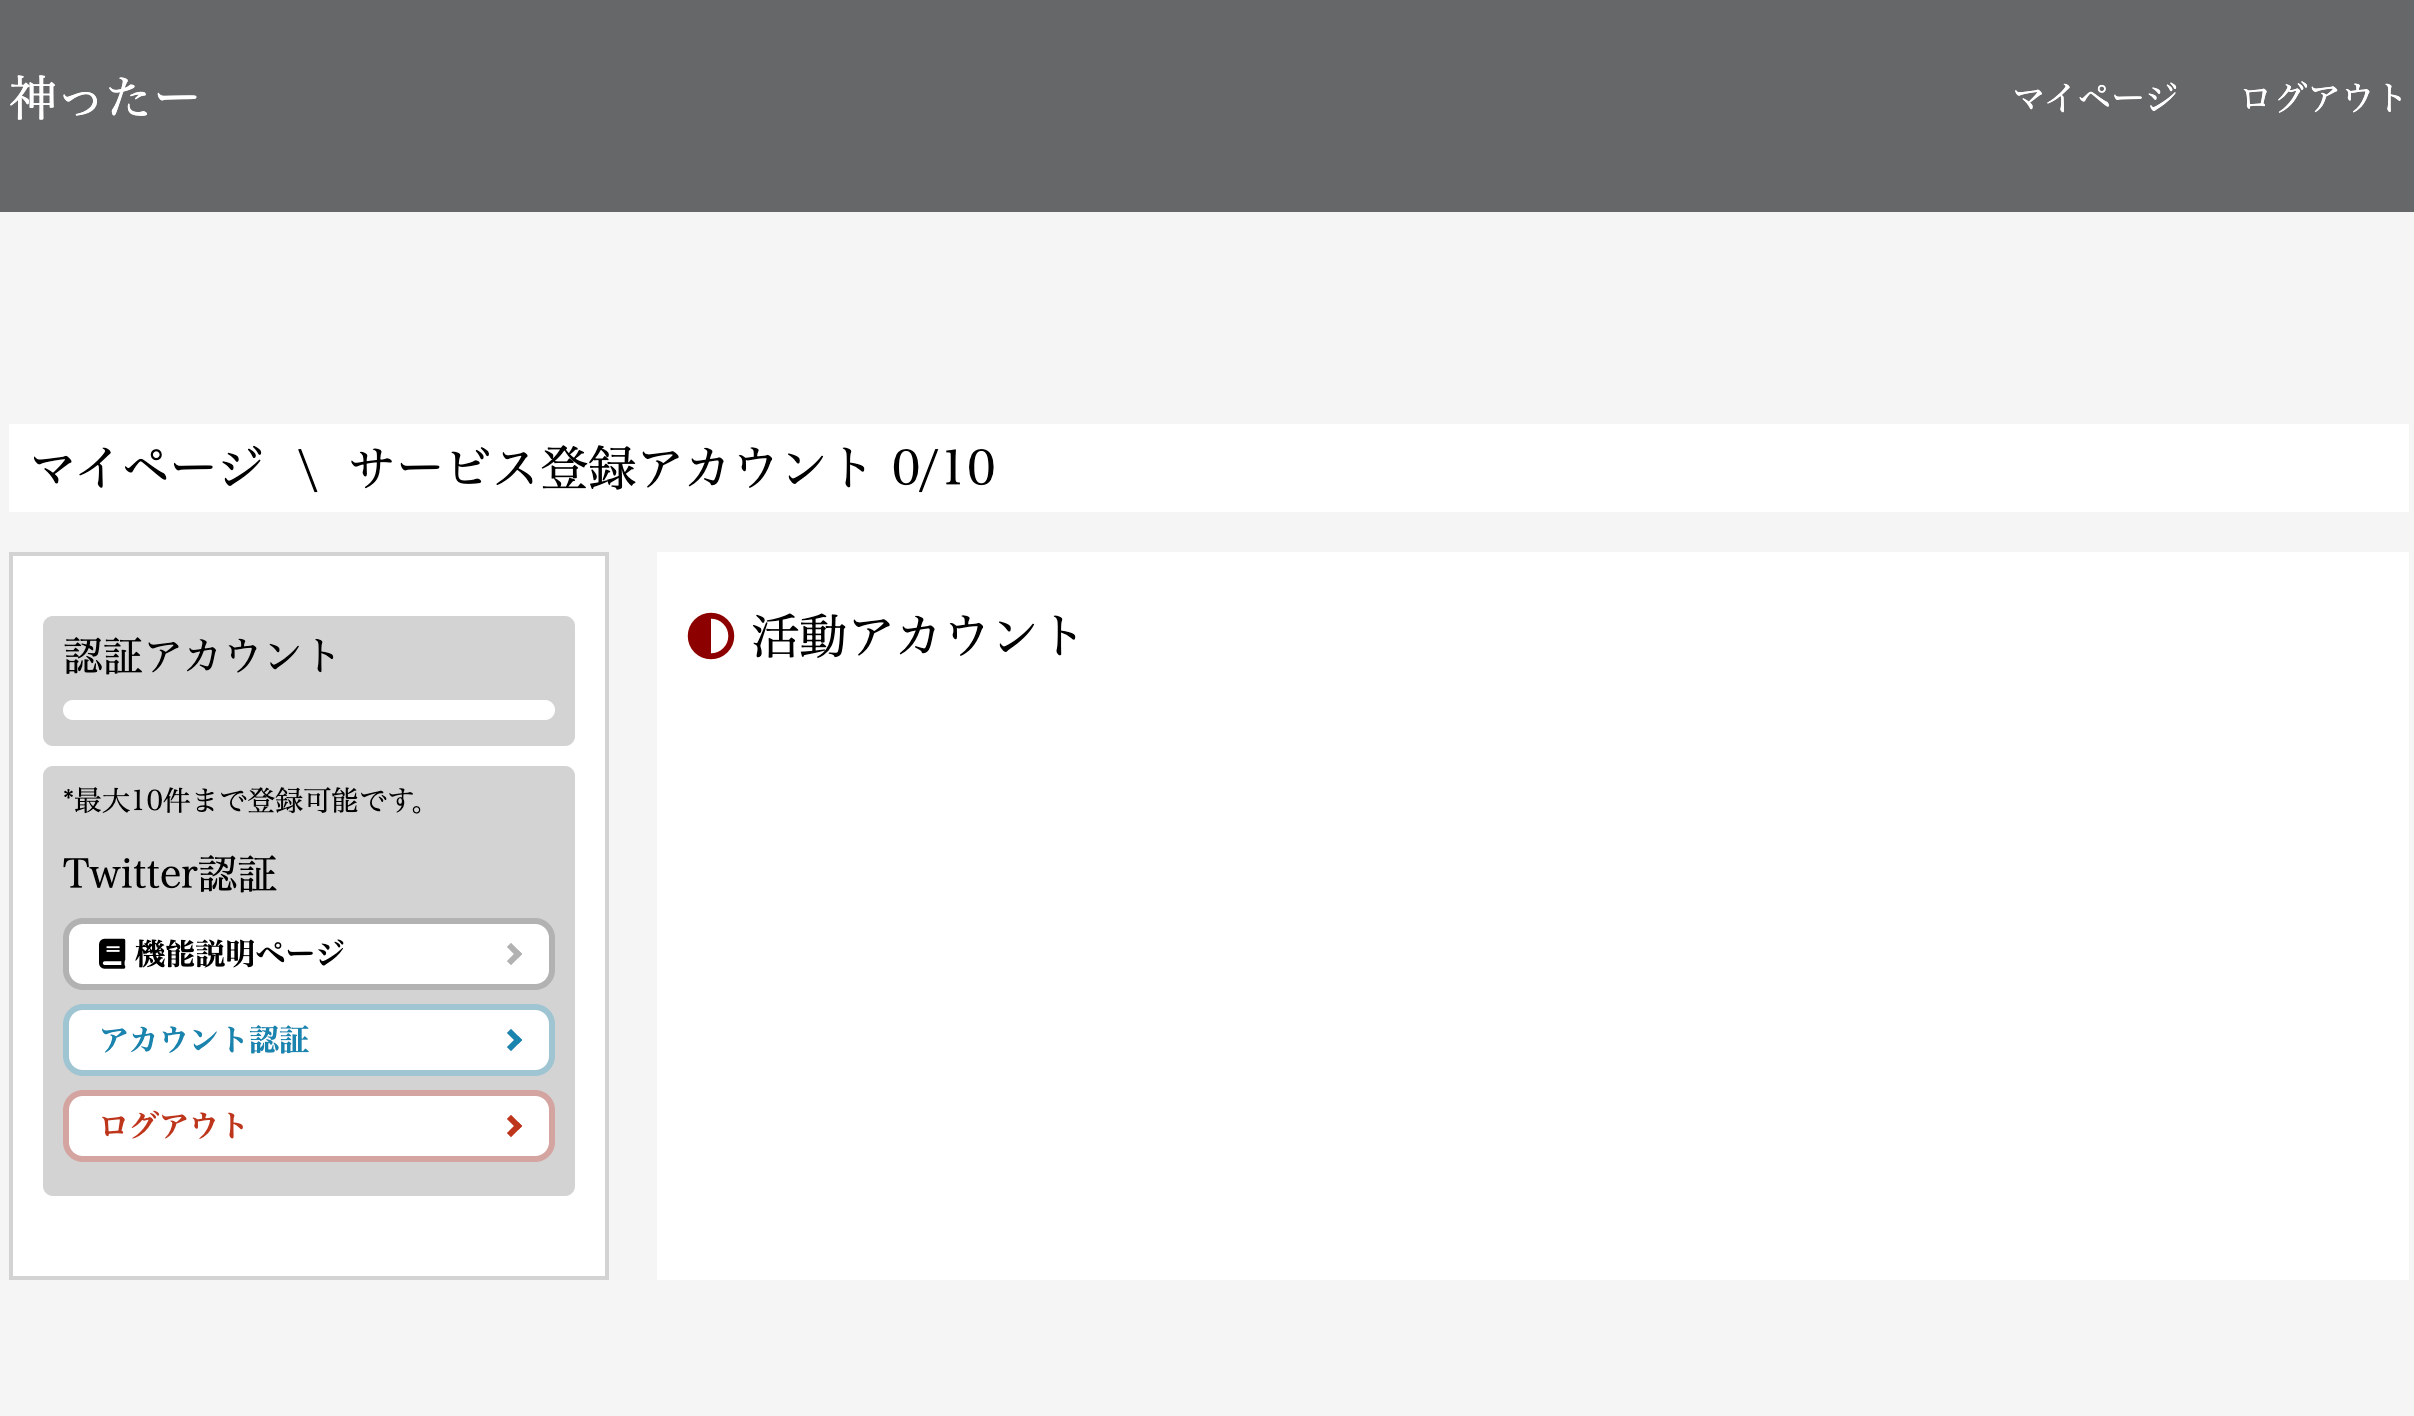 神ったー
マイページ ログアウト
マイページ \ サービス登録アカウント 0/10
認証アカウント
*最大10件まで登録可能です。
Twitter認証
機能説明ページ
アカウント認証
ログアウト
活動アカウント